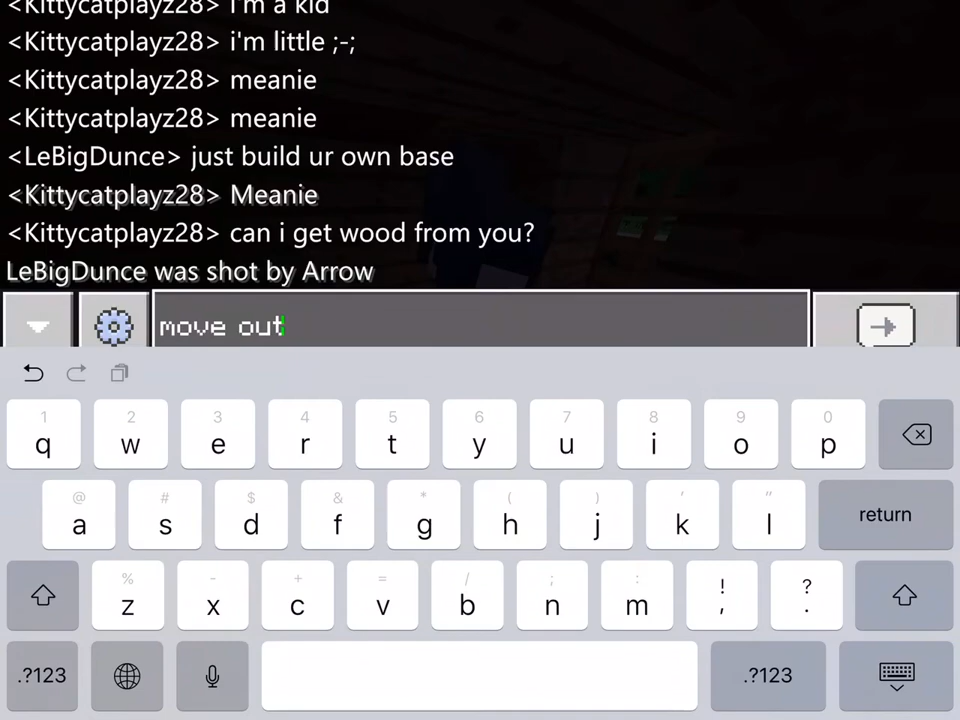 <Kittycatplayz28> i'm a kid
<Kittycatplayz28> i'm little ;-;
<Kittycatplayz28> meanie
<Kittycatplayz28> meanie
<LeBigDunce> just build ur own base
<Kittycatplayz28> Meanie
<Kittycatplayz28> can i get wood from you?
LeBigDunce was shot by Arrow
move out
1 2 3 4 5 6 7 8 9 0
q w e r t y u i o p
@ # $ & * ( ) ' "
a s d f g h j k l return
% - + = / ; : ! ?
z x c v b n m , .
.?123 .?123